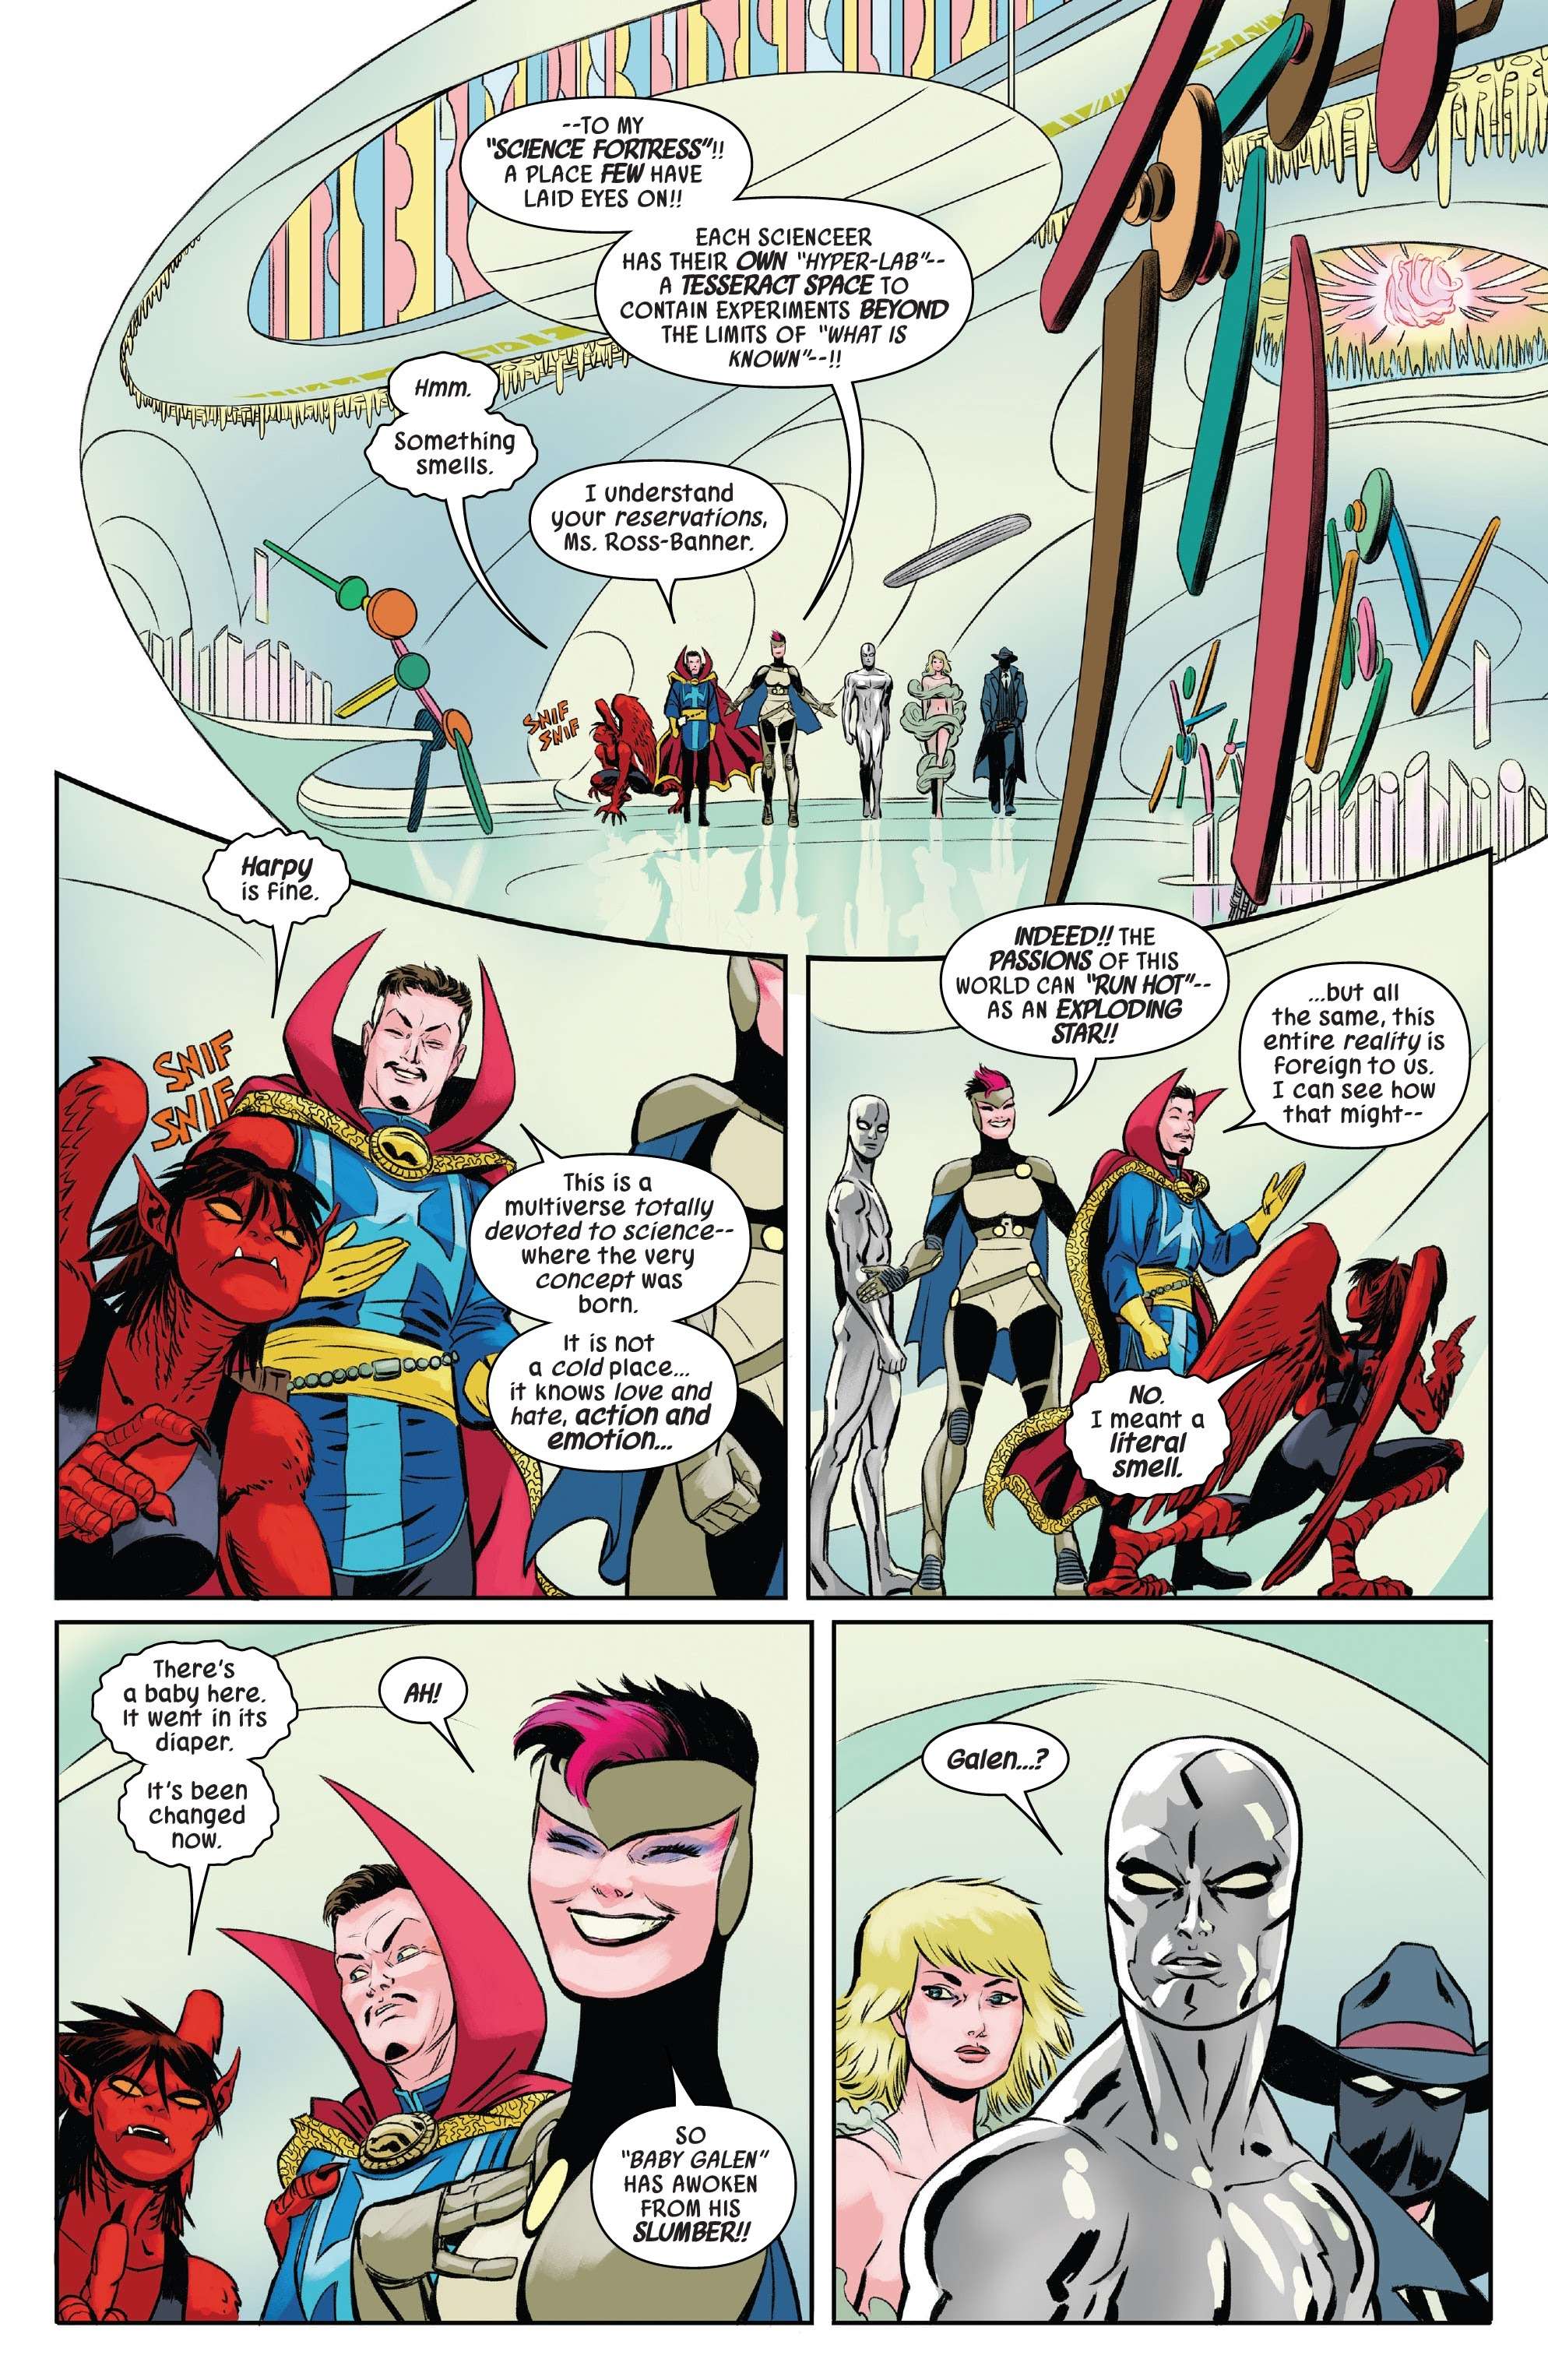 --TO MY
"SCIENCE FORTRESS"!!
A PLACE FEW HAVE
LAID EYES ON!!
EACH SCIENCEER
HAS THEIR OWN "HYPER-LAB"--
A TESSERACT SPACE TO
CONTAIN EXPERIMENTS BEYOND
THE LIMITS OF "WHAT IS
KNOWN"--!!
Hmm.
Something
smells.
I understand
your reservations,
Ms. Ross-Banner.
SNIF
SNIF
Harpy
is fine.
SNIF
SNIF
This is a
multiverse totally
devoted to science--
where the very
concept was
born.
It is not
a cold place...
it knows love and
hate, action and
emotion...
INDEED!! THE
PASSIONS OF THIS
WORLD CAN "RUN HOT"--
AS AN EXPLODING
STAR!!
...but all
the same, this
entire reality is
foreign to us.
I can see how
that might--
NO.
I meant a
literal
smell.
There's
a baby here.
It went in its
diaper.
It's been
changed
now.
AH!
SO
"BABY GALEN"
HAS AWOKEN
FROM HIS
SLUMBER!!
Galen...?